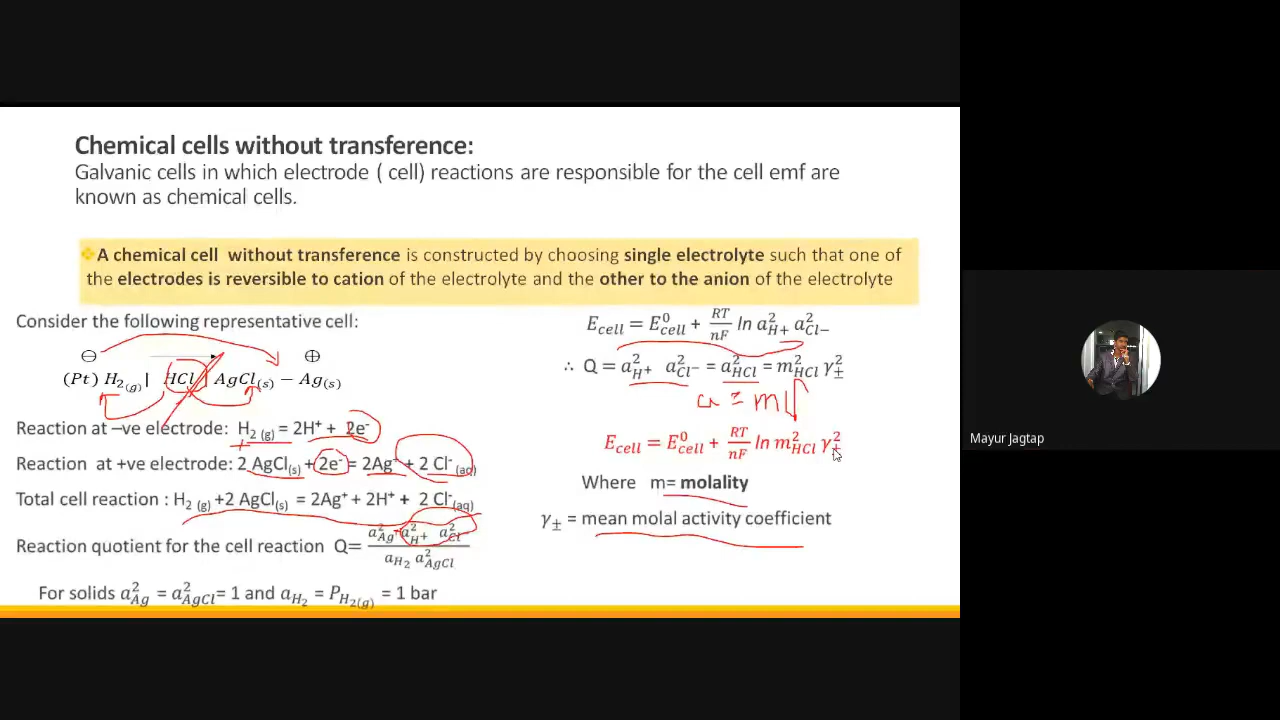 Chemical cells without transference:
Galvanic cells in which electrode ( cell) reactions are responsible for the cell emf are
known as chemical cells.
❖A chemical cell without transference is constructed by choosing single electrolyte such that one of
the electrodes is reversible to cation of the electrolyte and the other to the anion of the electrolyte
Consider the following representative cell:
⊖ ⊕
(Pt) H₂(g)| HCl| AgCl(s) − Ag(s)
Reaction at –ve electrode: H₂ (g) = 2H⁺ + 2e⁻
Reaction at +ve electrode: 2 AgCl(s) + 2e⁻ = 2Ag⁺ + 2 Cl⁻(aq)
Total cell reaction : H₂ (g) +2 AgCl(s) = 2Ag⁺ + 2H⁺ + 2 Cl⁻(aq)
Reaction quotient for the cell reaction Q= a²Ag a²H+ a²Cl / aH₂ a²AgCl
For solids a²Ag = a²AgCl= 1 and aH₂ = PH₂(g) = 1 bar
Ecell = E⁰cell + RT/nF ln a²H+ a²Cl−
∴ Q = a²H+ a²Cl− = a²HCl = m²HCl γ²±
a = m γ
Ecell = E⁰cell + RT/nF ln m²HCl γ²±
Where m= molality
γ± = mean molal activity coefficient
Mayur Jagtap